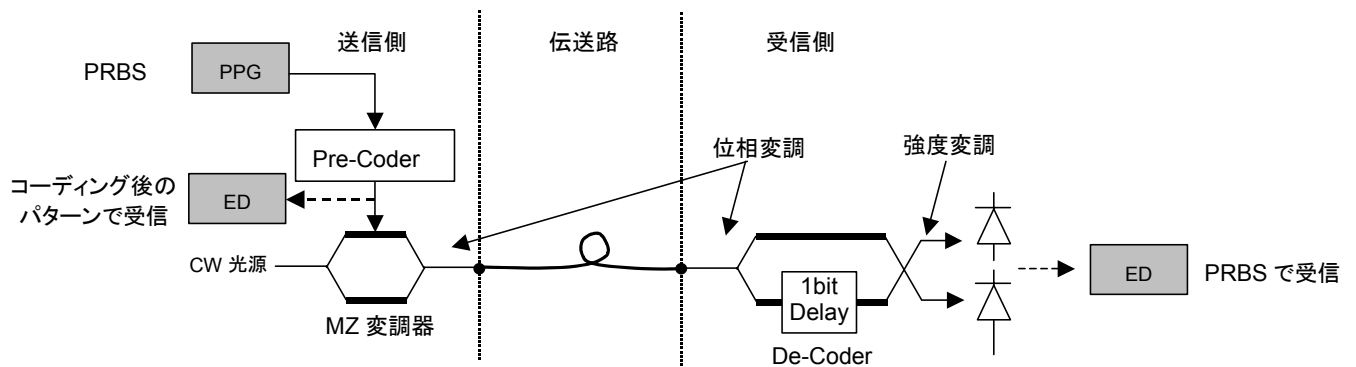 送信側
伝送路
受信側
PRBS
PPG
Pre-Coder
位相変調
強度変調
コーディング後の
パターンで受信
ED
CW 光源
MZ 変調器
1bit
Delay
De-Coder
ED
PRBS で受信